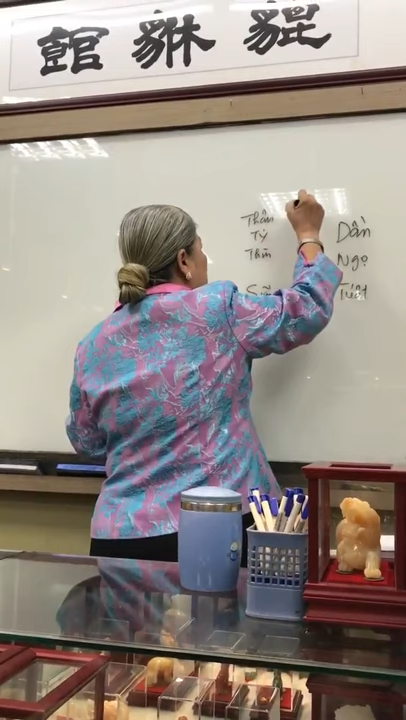 貔貅館
Thân
Tý
Thìn
Dần
Ngọ
Tuất